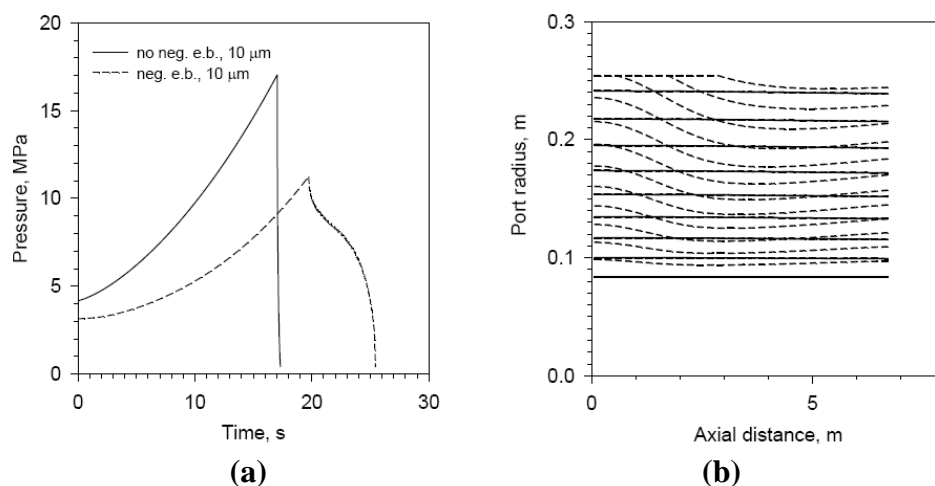 20
15
10
5
0
no neg. e.b., 10 µm
neg. e.b., 10 µm
Pressure, MPa
0 10 20 30
Time, s
(a)
0.3
0.2
0.1
0.0
Port radius, m
0 5
Axial distance, m
(b)